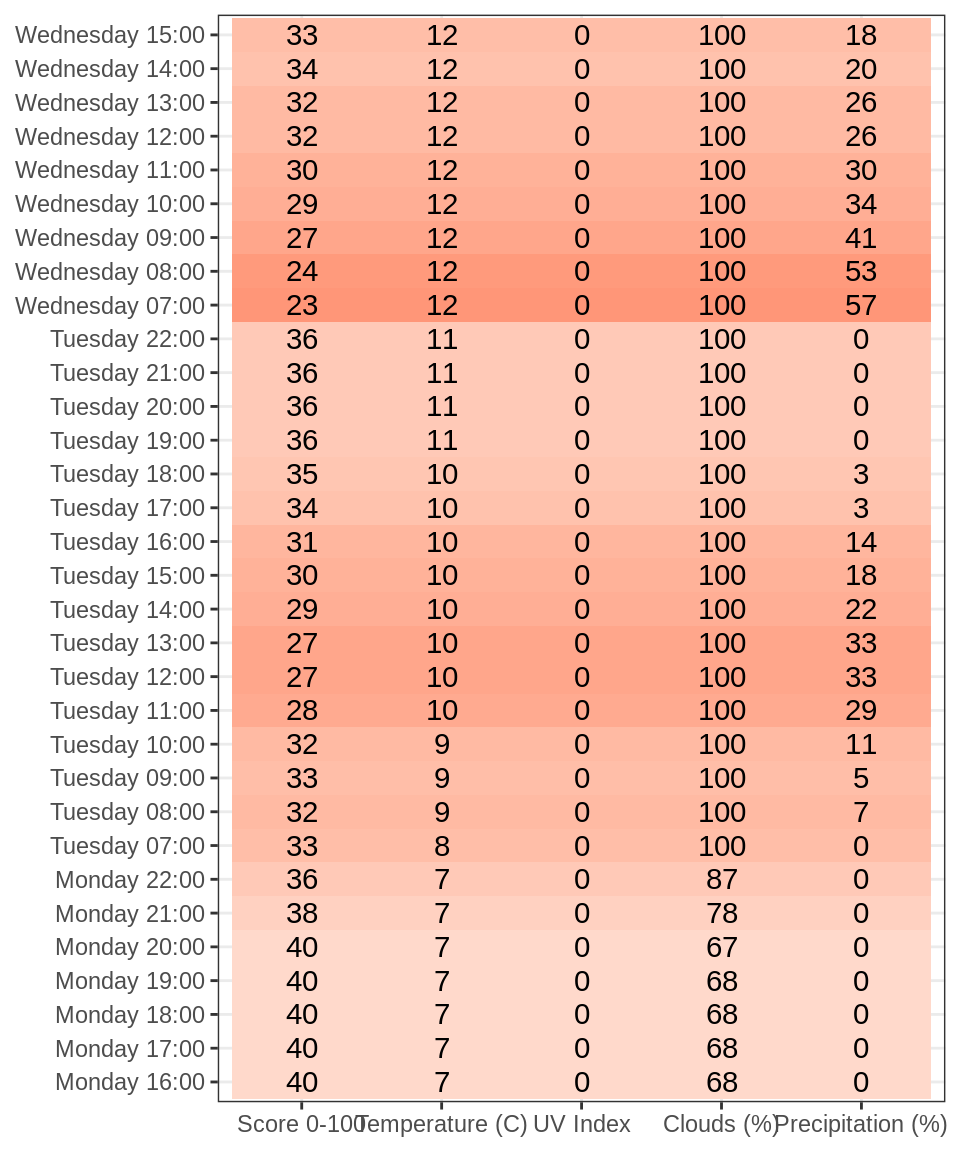 Wednesday 15:00 33 12 0 100 18
Wednesday 14:00 34 12 0 100 20
Wednesday 13:00 32 12 0 100 26
Wednesday 12:00 32 12 0 100 26
Wednesday 11:00 30 12 0 100 30
Wednesday 10:00 29 12 0 100 34
Wednesday 09:00 27 12 0 100 41
Wednesday 08:00 24 12 0 100 53
Wednesday 07:00 23 12 0 100 57
Tuesday 22:00 36 11 0 100 0
Tuesday 21:00 36 11 0 100 0
Tuesday 20:00 36 11 0 100 0
Tuesday 19:00 36 11 0 100 0
Tuesday 18:00 35 10 0 100 3
Tuesday 17:00 34 10 0 100 3
Tuesday 16:00 31 10 0 100 14
Tuesday 15:00 30 10 0 100 18
Tuesday 14:00 29 10 0 100 22
Tuesday 13:00 27 10 0 100 33
Tuesday 12:00 27 10 0 100 33
Tuesday 11:00 28 10 0 100 29
Tuesday 10:00 32 9 0 100 11
Tuesday 09:00 33 9 0 100 5
Tuesday 08:00 32 9 0 100 7
Tuesday 07:00 33 8 0 100 0
Monday 22:00 36 7 0 87 0
Monday 21:00 38 7 0 78 0
Monday 20:00 40 7 0 67 0
Monday 19:00 40 7 0 68 0
Monday 18:00 40 7 0 68 0
Monday 17:00 40 7 0 68 0
Monday 16:00 40 7 0 68 0
Score 0-100 Temperature (C) UV Index Clouds (%) Precipitation (%)